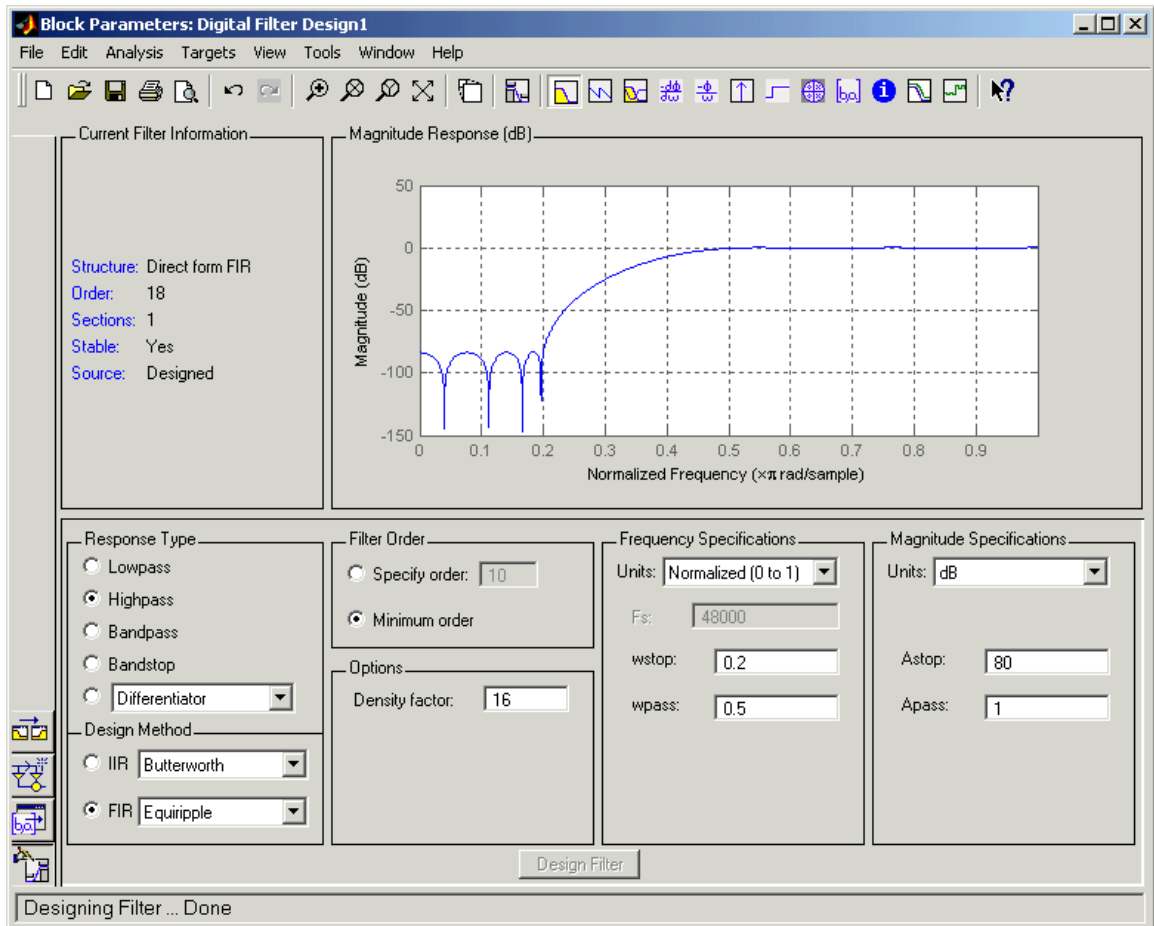 Block Parameters: Digital Filter Design1
File Edit Analysis Targets View Tools Window Help
Current Filter Information
Structure: Direct form FIR
Order: 18
Sections: 1
Stable: Yes
Source: Designed
Magnitude Response (dB)
50
0
-50
-100
-150
Magnitude (dB)
0 0.1 0.2 0.3 0.4 0.5 0.6 0.7 0.8 0.9
Normalized Frequency (×π rad/sample)
Response Type
Lowpass
Highpass
Bandpass
Bandstop
Differentiator
Design Method
IIR Butterworth
FIR Equiripple
Filter Order
Specify order: 10
Minimum order
Options
Density factor: 16
Frequency Specifications
Units: Normalized (0 to 1)
Fs: 48000
wstop: 0.2
wpass: 0.5
Magnitude Specifications
Units: dB
Astop: 80
Apass: 1
Design Filter
Designing Filter ... Done